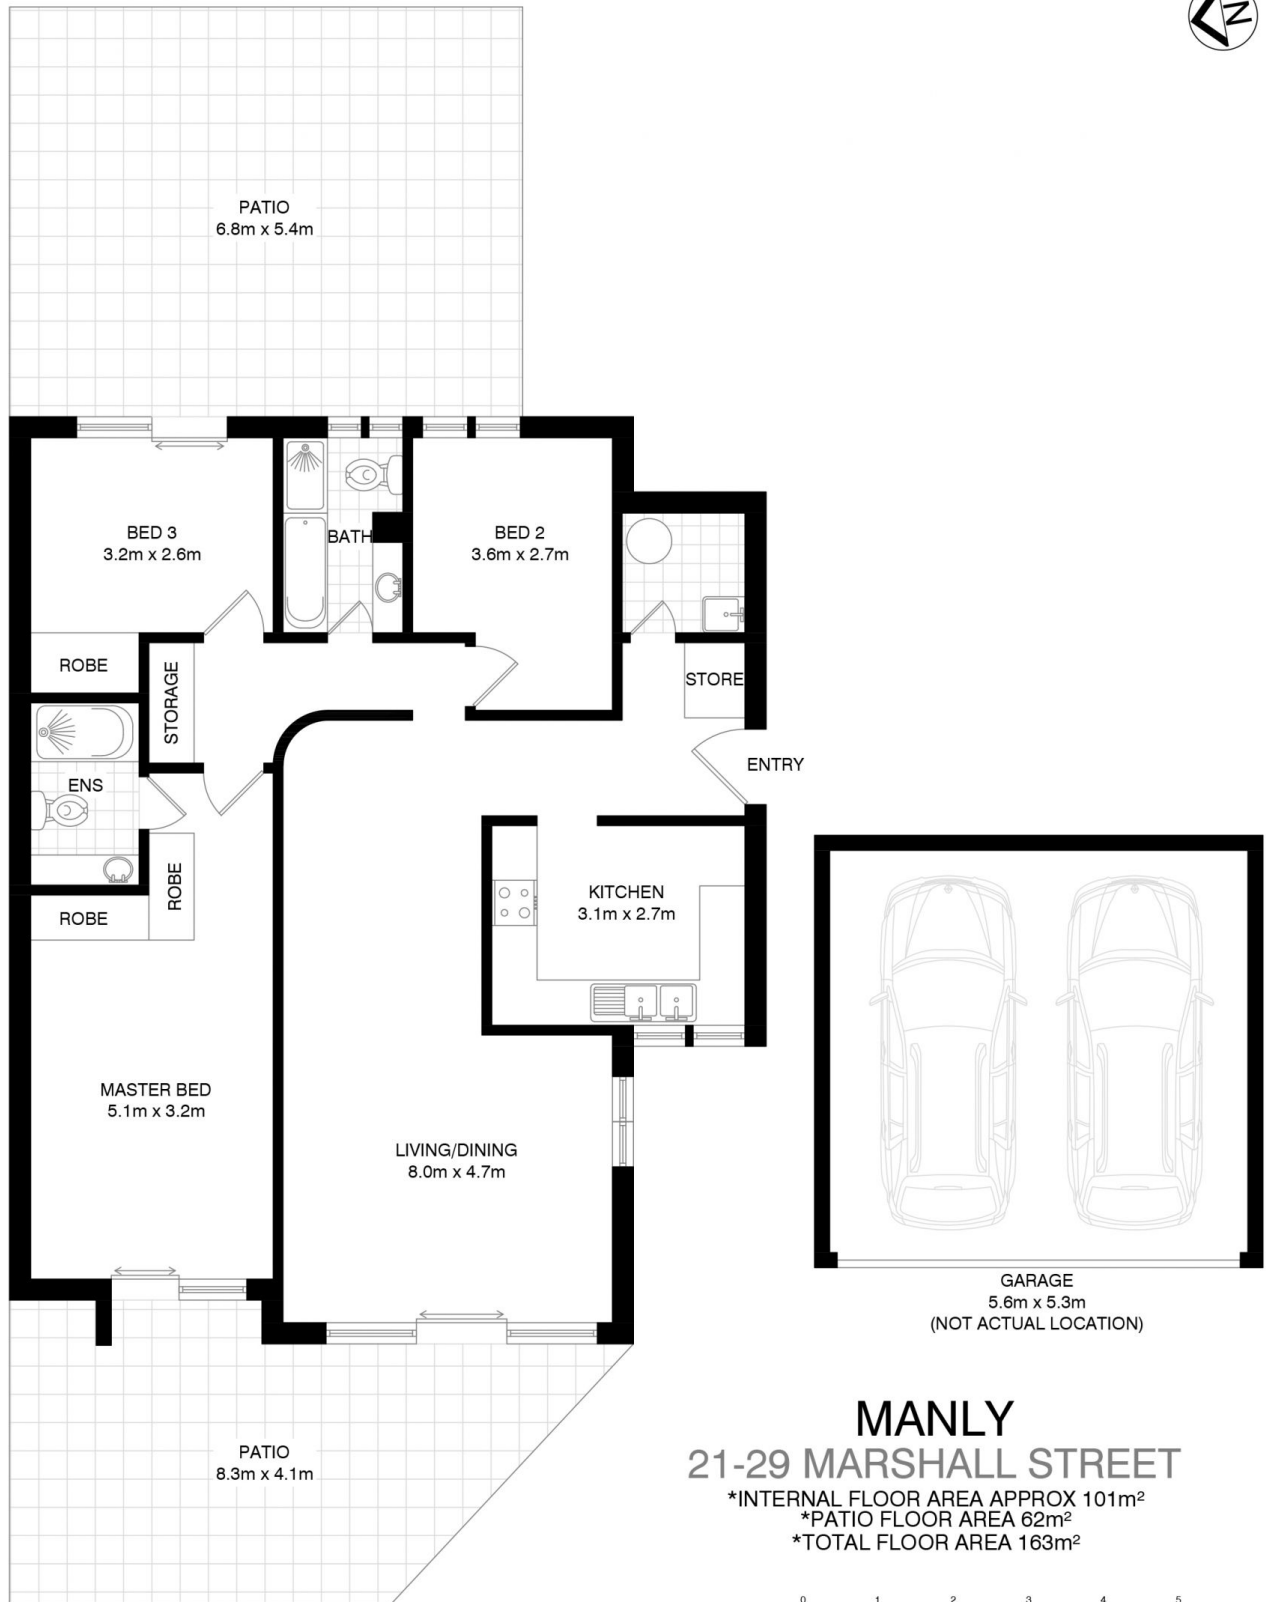 N
PATIO
6.8m x 5.4m
BED 3
3.2m x 2.6m
BATH
BED 2
3.6m x 2.7m
ROBE
STORAGE
STORE
ENTRY
ENS
ROBE
ROBE
KITCHEN
3.1m x 2.7m
MASTER BED
5.1m x 3.2m
LIVING/DINING
8.0m x 4.7m
GARAGE
5.6m x 5.3m
(NOT ACTUAL LOCATION)
PATIO
8.3m x 4.1m
MANLY
21-29 MARSHALL STREET
*INTERNAL FLOOR AREA APPROX 101m²
*PATIO FLOOR AREA 62m²
*TOTAL FLOOR AREA 163m²
0 1 2 3 4 5